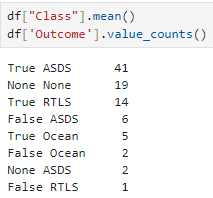 df["Class"].mean()
df['Outcome'].value_counts()
True ASDS 41
None None 19
True RTLS 14
False ASDS 6
True Ocean 5
False Ocean 2
None ASDS 2
False RTLS 1